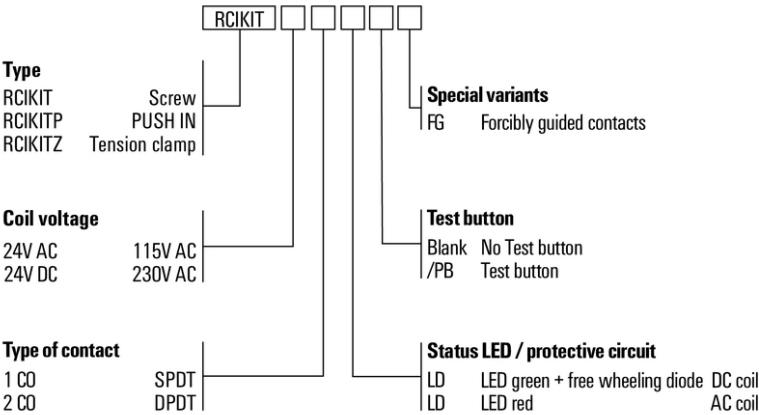 RCIKIT
Type
RCIKIT Screw
RCIKITP PUSH IN
RCIKITZ Tension clamp
Special variants
FG Forcibly guided contacts
Coil voltage
24V AC 115V AC
24V DC 230V AC
Test button
Blank No Test button
/PB Test button
Type of contact
1 CO SPDT
2 CO DPDT
Status LED / protective circuit
LD LED green + free wheeling diode DC coil
LD LED red AC coil